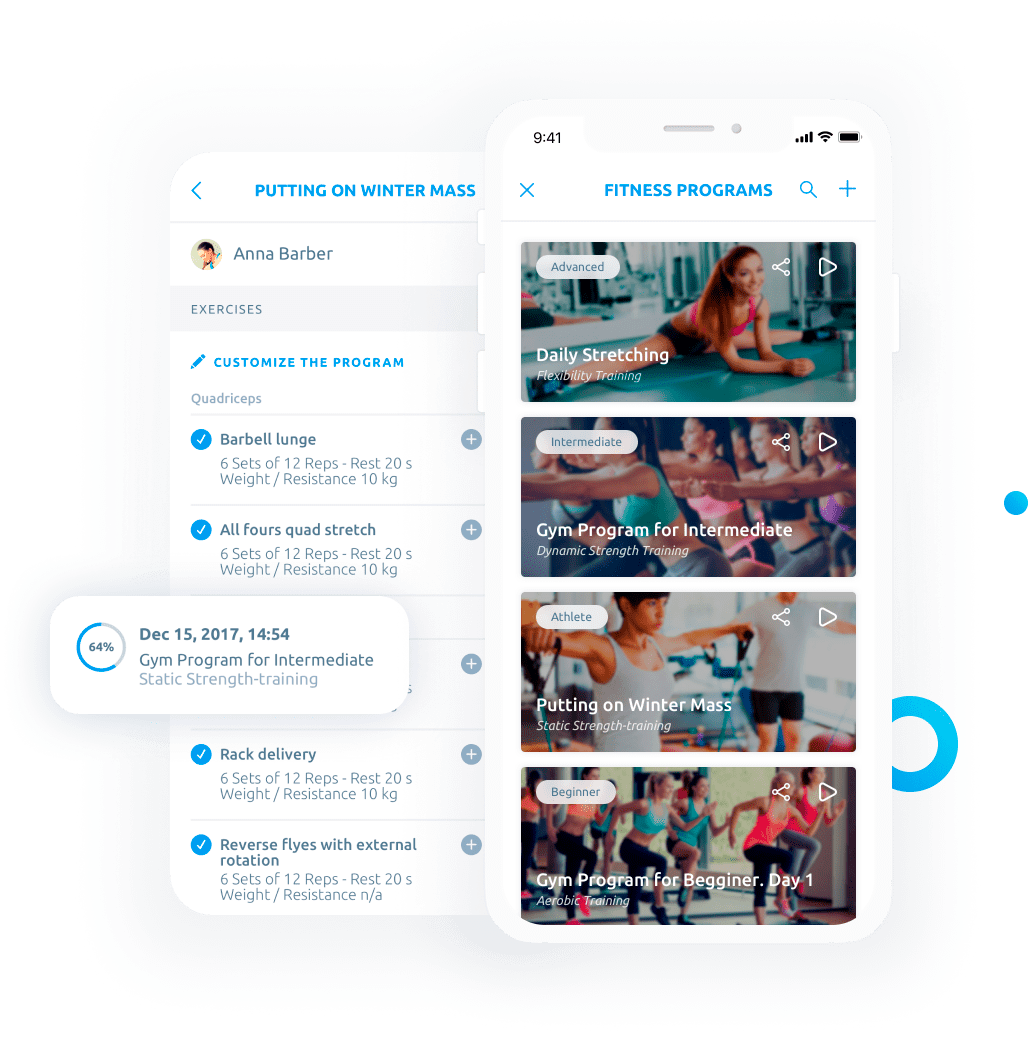 PUTTING ON WINTER MASS
Anna Barber
EXERCISES
CUSTOMIZE THE PROGRAM
Quadriceps
Barbell lunge
6 Sets of 12 Reps - Rest 20 s
Weight / Resistance 10 kg
All fours quad stretch
6 Sets of 12 Reps - Rest 20 s
Weight / Resistance 10 kg
64%
Dec 15, 2017, 14:54
Gym Program for Intermediate
Static Strength-training
s
Rack delivery
6 Sets of 12 Reps - Rest 20 s
Weight / Resistance 10 kg
Reverse flyes with external
rotation
6 Sets of 12 Reps - Rest 20 s
Weight / Resistance n/a
9:41
FITNESS PROGRAMS
Advanced
Daily Stretching
Flexibility Training
Intermediate
Gym Program for Intermediate
Dynamic Strength Training
Athlete
Putting on Winter Mass
Static Strength-training
Beginner
Gym Program for Begginer. Day 1
Aerobic Training